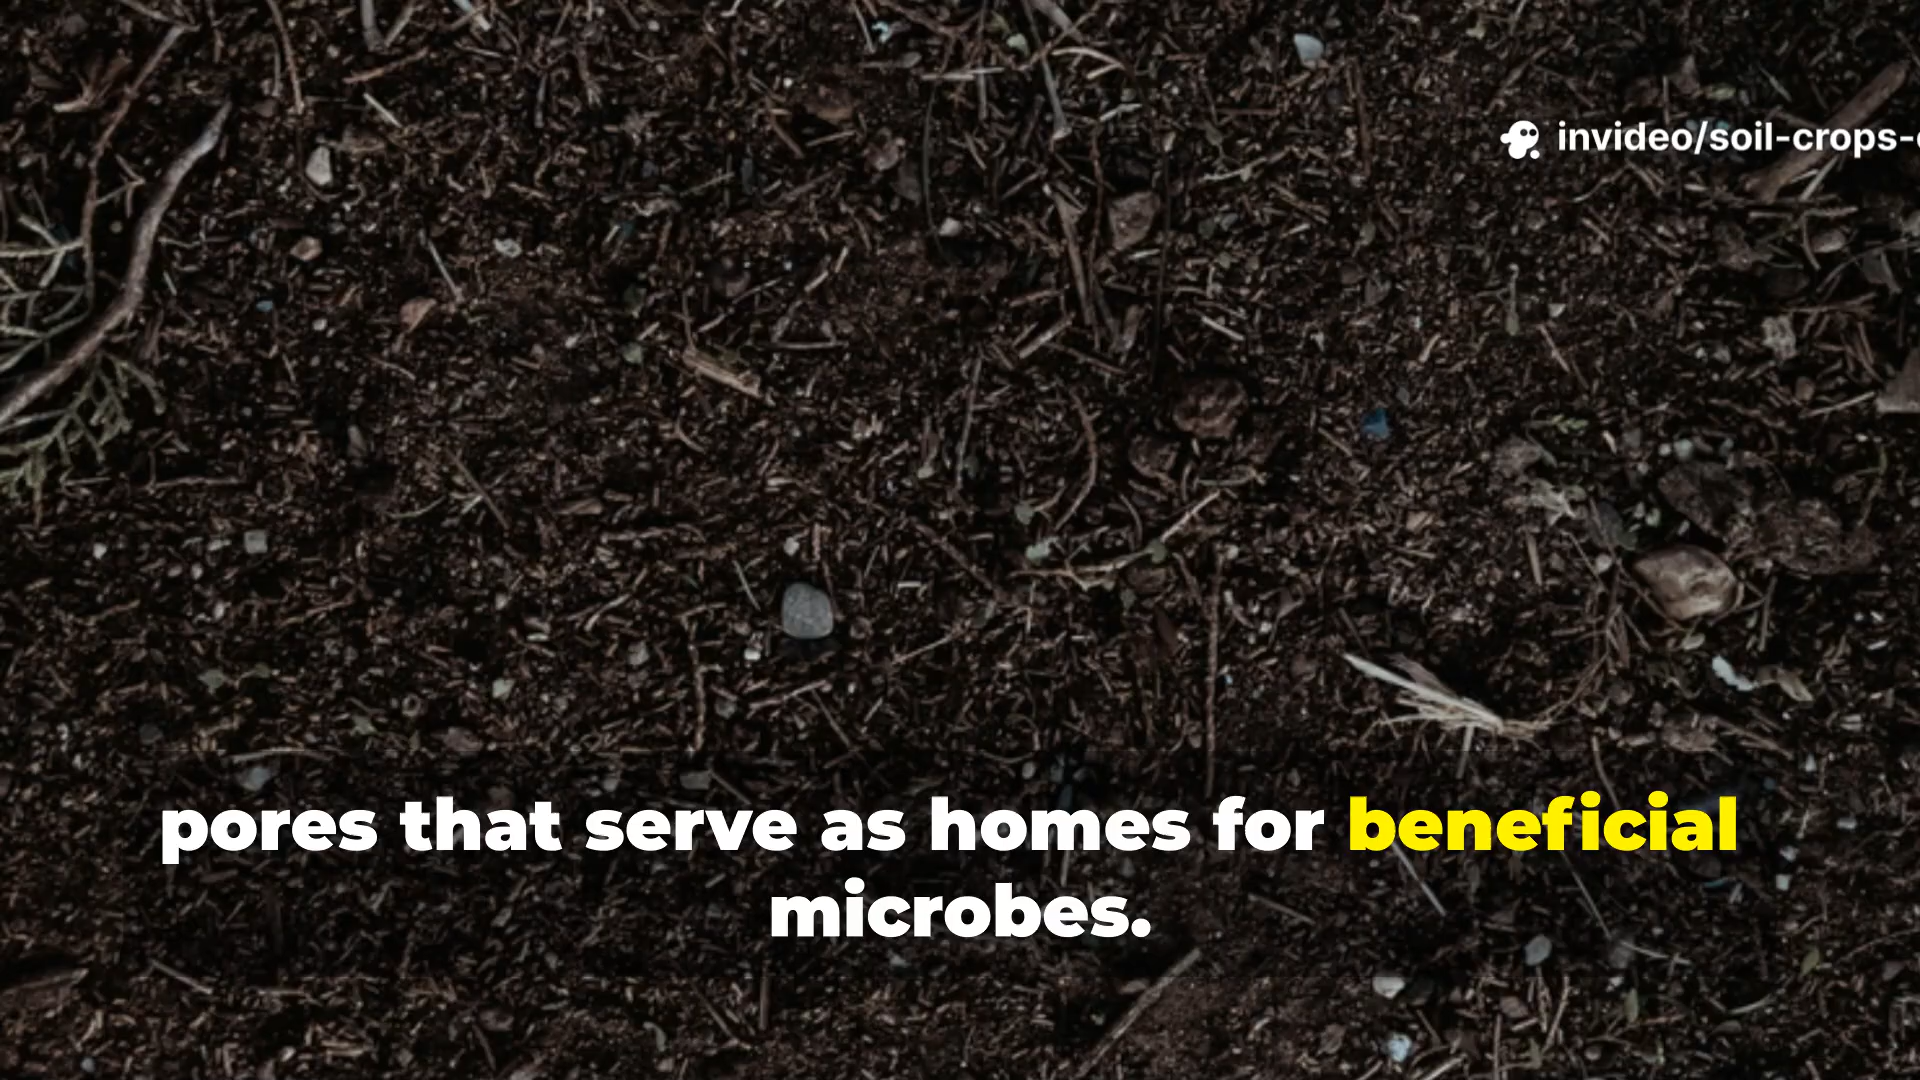 invideo/soil-crops-
pores that serve as homes for beneficial
microbes.